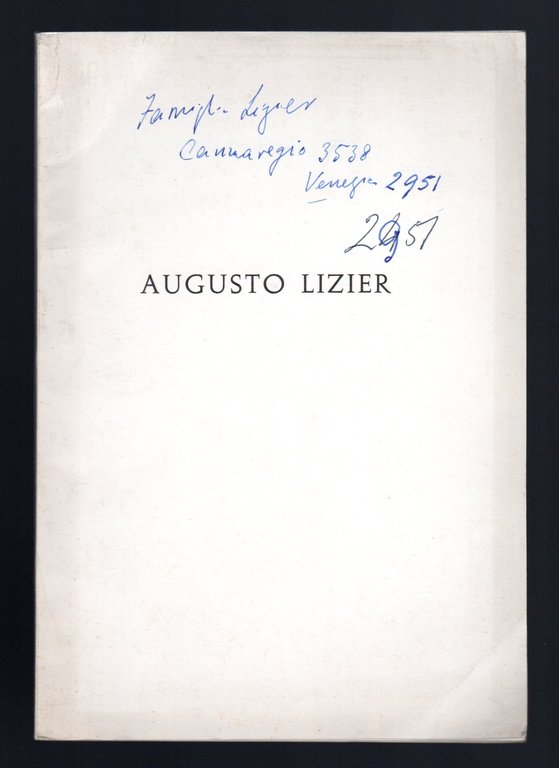 Famiglia Lizier
Cannaregio 3538
Venezia 2951
2951
AUGUSTO LIZIER